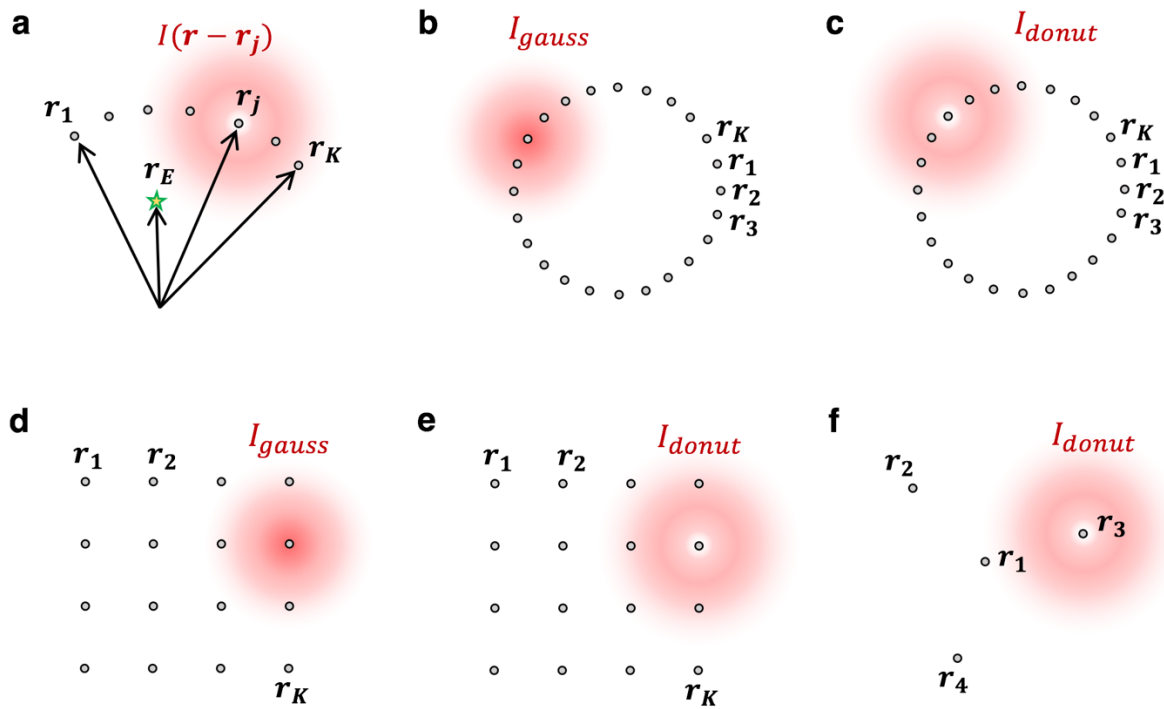 a
I(r − r_j)
r_1
r_j
r_E
r_K
b
I_gauss
r_K
r_1
r_2
r_3
c
I_donut
r_K
r_1
r_2
r_3
d
I_gauss
r_1 r_2
r_K
e
I_donut
r_1 r_2
r_K
f
I_donut
r_2
r_3
r_1
r_4